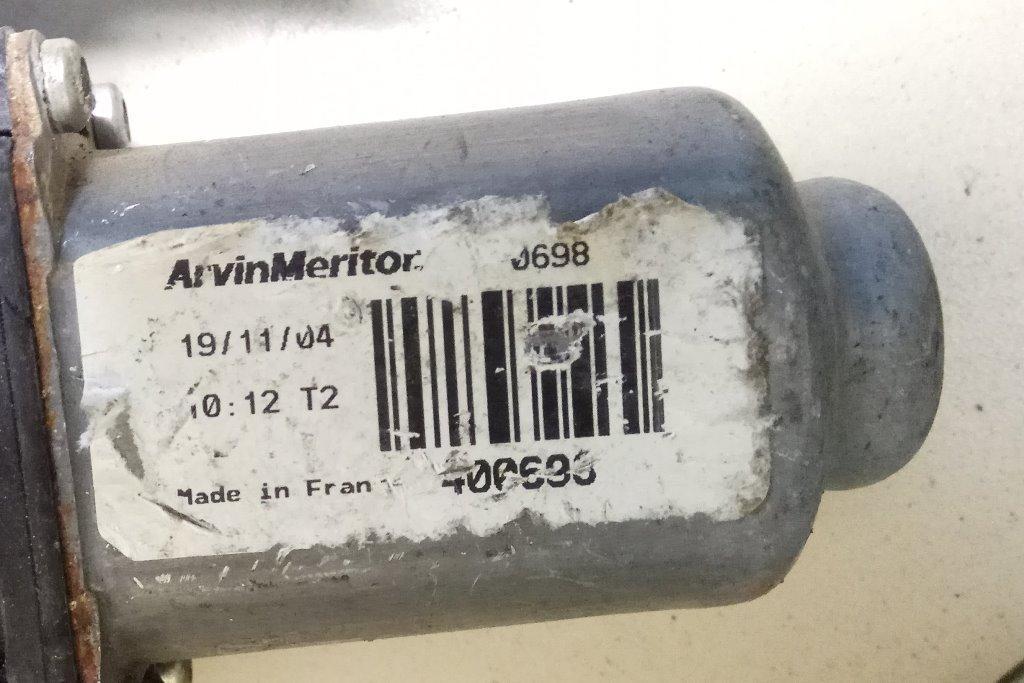 ArvinMeritor 0698
19/11/04
10:12 T2
Made in Fran